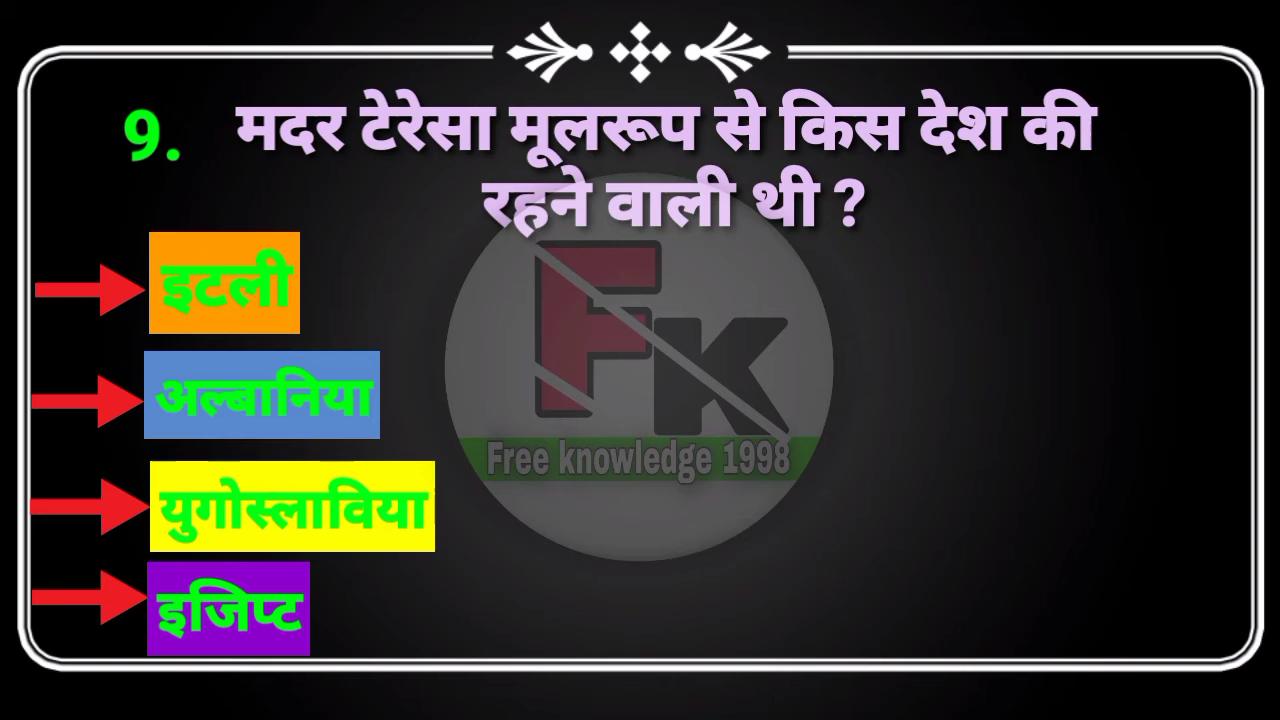 9. मदर टेरेसा मूलरूप से किस देश की
रहने वाली थी ?
इटली
अल्बानिया
युगोस्लाविया
इजिप्ट
FK
Free knowledge 1998